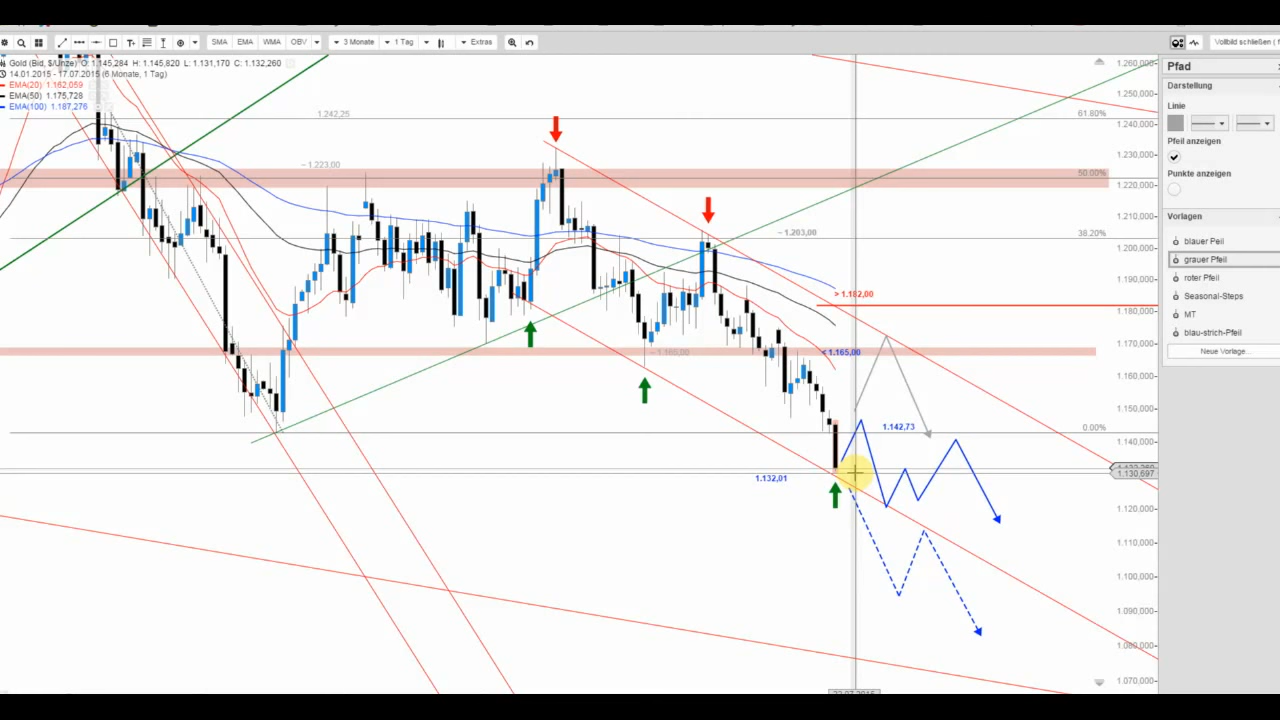 SMA EMA WMA OBV 3 Monate 1 Tag Extras Vollbild schließen ( f
Gold (Bid, $/Unze) O: 1.145,284 H: 1.145,820 L: 1.131,170 C: 1.132,260
14.01.2015 - 17.07.2015 (6 Monate, 1 Tag)
EMA(20) 1.162,059
EMA(50) 1.175,728
EMA(100) 1.187,276
1.242,25
1.223,00
1.203,00
> 1.182,00
1.165,00
< 1.165,00
1.142,73
1.132,01
61.80%
50.00%
38.20%
0.00%
1.260,000
1.250,000
1.240,000
1.230,000
1.220,000
1.210,000
1.200,000
1.190,000
1.180,000
1.170,000
1.160,000
1.150,000
1.140,000
1.130,697
1.120,000
1.110,000
1.100,000
1.090,000
1.080,000
1.070,000
Pfad
Darstellung
Linie
Pfeil anzeigen
Punkte anzeigen
Vorlagen
blauer Peil
grauer Pfeil
roter Pfeil
Seasonal-Steps
MT
blau-strich-Pfeil
Neue Vorlage...